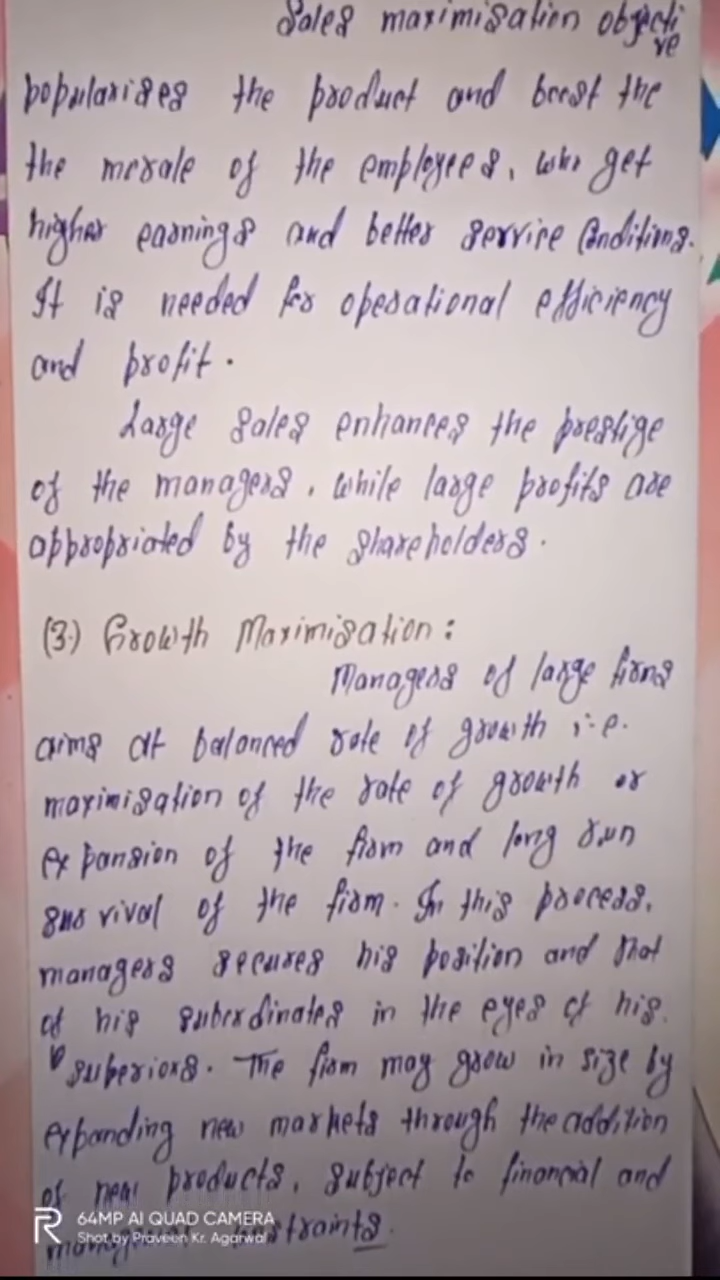 Sales maximisation objecti
ve
popularises the product and boost the
the morale of the employees, who get
higher earnings and better service Conditions.
It is needed for operational efficiency
and profit.
Large sales enhances the prestige
of the managers, while large profits are
appropriated by the shareholders.
(3.) Growth Maximisation:
Managers of large firms
aims at balanced rate of growth i.e.
maximisation of the rate of growth or
expansion of the firm and long run
survival of the firm. In this process,
managers secures his position and that
of his subordinates in the eyes of his
superiors. The firm may grow in size by
expanding new markets through the addition
of new products, subject to financial and
constraints.
64MP AI QUAD CAMERA
Shot by Praveen Kr. Agarwal